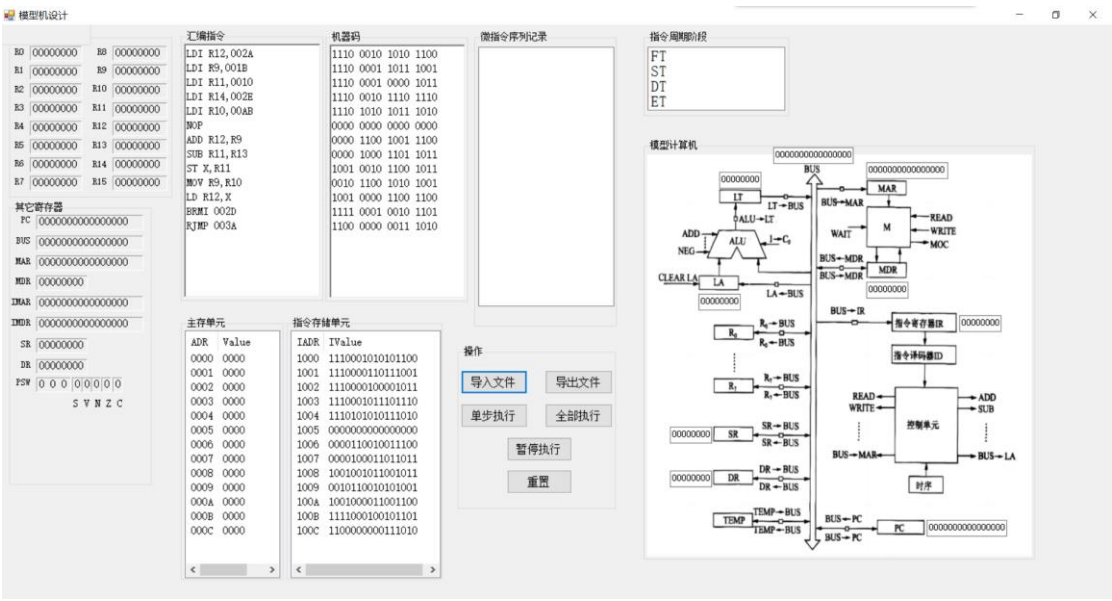 模型机设计
R0 00000000 R8 00000000
R1 00000000 R9 00000000
R2 00000000 R10 00000000
R3 00000000 R11 00000000
R4 00000000 R12 00000000
R5 00000000 R13 00000000
R6 00000000 R14 00000000
R7 00000000 R15 00000000
其它寄存器
PC 0000000000000000
BUS 0000000000000000
MAR 0000000000000000
MDR 00000000
IMAR 0000000000000000
IMDR 0000000000000000
SR 00000000
DR 00000000
PSW 0 0 0 0 0 0 0 0
S V N Z C
汇编指令
LDI R12,002A
LDI R9,001B
LDI R11,0010
LDI R14,002E
LDI R10,00AB
NOP
ADD R12,R9
SUB R11,R13
ST X,R11
MOV R9,R10
LD R12,X
BRMI 002D
RJMP 003A
机器码
1110 0010 1010 1100
1110 0001 1011 1001
1110 0001 0000 1011
1110 0010 1110 1110
1110 1010 1011 1010
0000 0000 0000 0000
0000 1100 1001 1100
0000 1000 1101 1011
1001 0010 1100 1011
0010 1100 1010 1001
1001 0000 1100 1100
1111 0001 0010 1101
1100 0000 0011 1010
微指令序列记录
指令周期阶段
FT
ST
DT
ET
主存单元
ADR Value
0000 0000
0001 0000
0002 0000
0003 0000
0004 0000
0005 0000
0006 0000
0007 0000
0008 0000
0009 0000
000A 0000
000B 0000
000C 0000
指令存储单元
IADR IValue
1000 1110001010101100
1001 1110000110111001
1002 1110000100001011
1003 1110001011101110
1004 1110101010111010
1005 0000000000000000
1006 0000110010011100
1007 0000100011011011
1008 1001001011001011
1009 0010110010101001
100A 1001000011001100
100B 1111000100101101
100C 1100000000111010
操作
导入文件 导出文件
单步执行 全部执行
暂停执行
重置
模型计算机
0000000000000000
BUS
00000000
LT
LT→BUS
ALU→LT
ADD
NEG
ALU
1→C₀
CLEAR LA
LA
LA←BUS
00000000
0000000000000000
MAR
BUS→MAR
READ
WRITE
MOC
WAIT
M
BUS←MDR
BUS→MDR
MDR
00000000
BUS→IR
指令寄存器IR 00000000
指令译码器ID
R₀
R₀→BUS
R₀←BUS
R₇
R₇→BUS
R₇←BUS
00000000 SR
SR→BUS
SR←BUS
00000000 DR
DR→BUS
DR←BUS
TEMP
TEMP→BUS
TEMP←BUS
READ
WRITE
BUS→MAR
控制单元
ADD
SUB
BUS→LA
时序
BUS←PC
BUS→PC
PC 0000000000000000